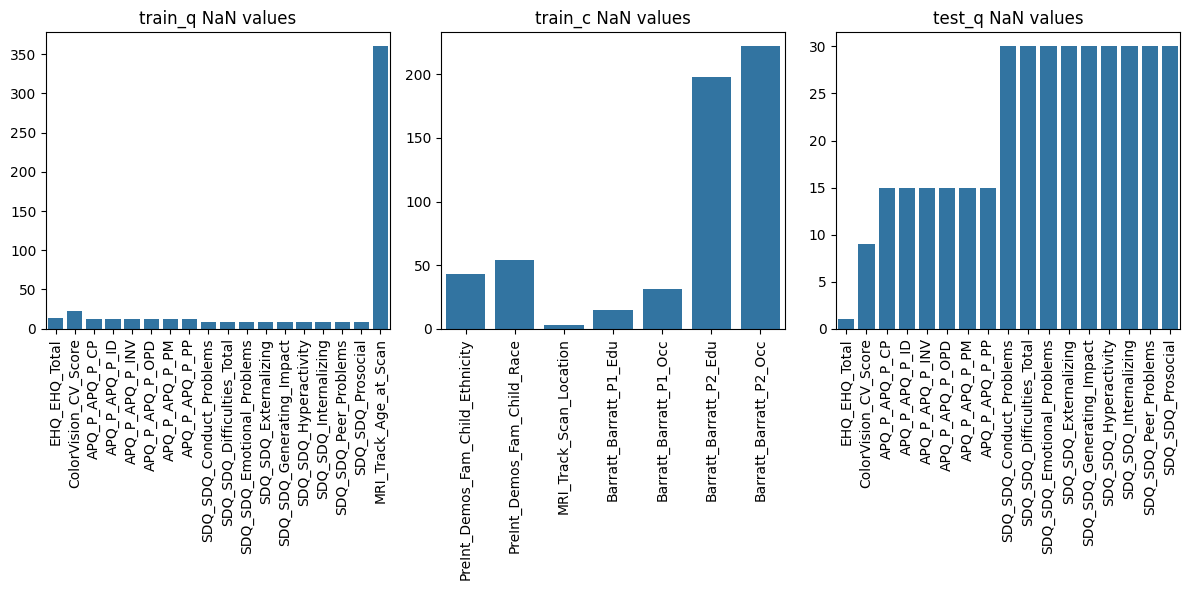 train_q NaN values
350
300
250
200
150
100
50
0
EHQ_EHQ_Total
ColorVision_CV_Score
APQ_P_APQ_P_CP
APQ_P_APQ_P_ID
APQ_P_APQ_P_INV
APQ_P_APQ_P_OPD
APQ_P_APQ_P_PM
APQ_P_APQ_P_PP
SDQ_SDQ_Conduct_Problems
SDQ_SDQ_Difficulties_Total
SDQ_SDQ_Emotional_Problems
SDQ_SDQ_Externalizing
SDQ_SDQ_Generating_Impact
SDQ_SDQ_Hyperactivity
SDQ_SDQ_Internalizing
SDQ_SDQ_Peer_Problems
SDQ_SDQ_Prosocial
MRI_Track_Age_at_Scan
train_c NaN values
200
150
100
50
0
PreInt_Demos_Fam_Child_Ethnicity
PreInt_Demos_Fam_Child_Race
MRI_Track_Scan_Location
Barratt_Barratt_P1_Edu
Barratt_Barratt_P1_Occ
Barratt_Barratt_P2_Edu
Barratt_Barratt_P2_Occ
test_q NaN values
30
25
20
15
10
5
0
EHQ_EHQ_Total
ColorVision_CV_Score
APQ_P_APQ_P_CP
APQ_P_APQ_P_ID
APQ_P_APQ_P_INV
APQ_P_APQ_P_OPD
APQ_P_APQ_P_PM
APQ_P_APQ_P_PP
SDQ_SDQ_Conduct_Problems
SDQ_SDQ_Difficulties_Total
SDQ_SDQ_Emotional_Problems
SDQ_SDQ_Externalizing
SDQ_SDQ_Generating_Impact
SDQ_SDQ_Hyperactivity
SDQ_SDQ_Internalizing
SDQ_SDQ_Peer_Problems
SDQ_SDQ_Prosocial